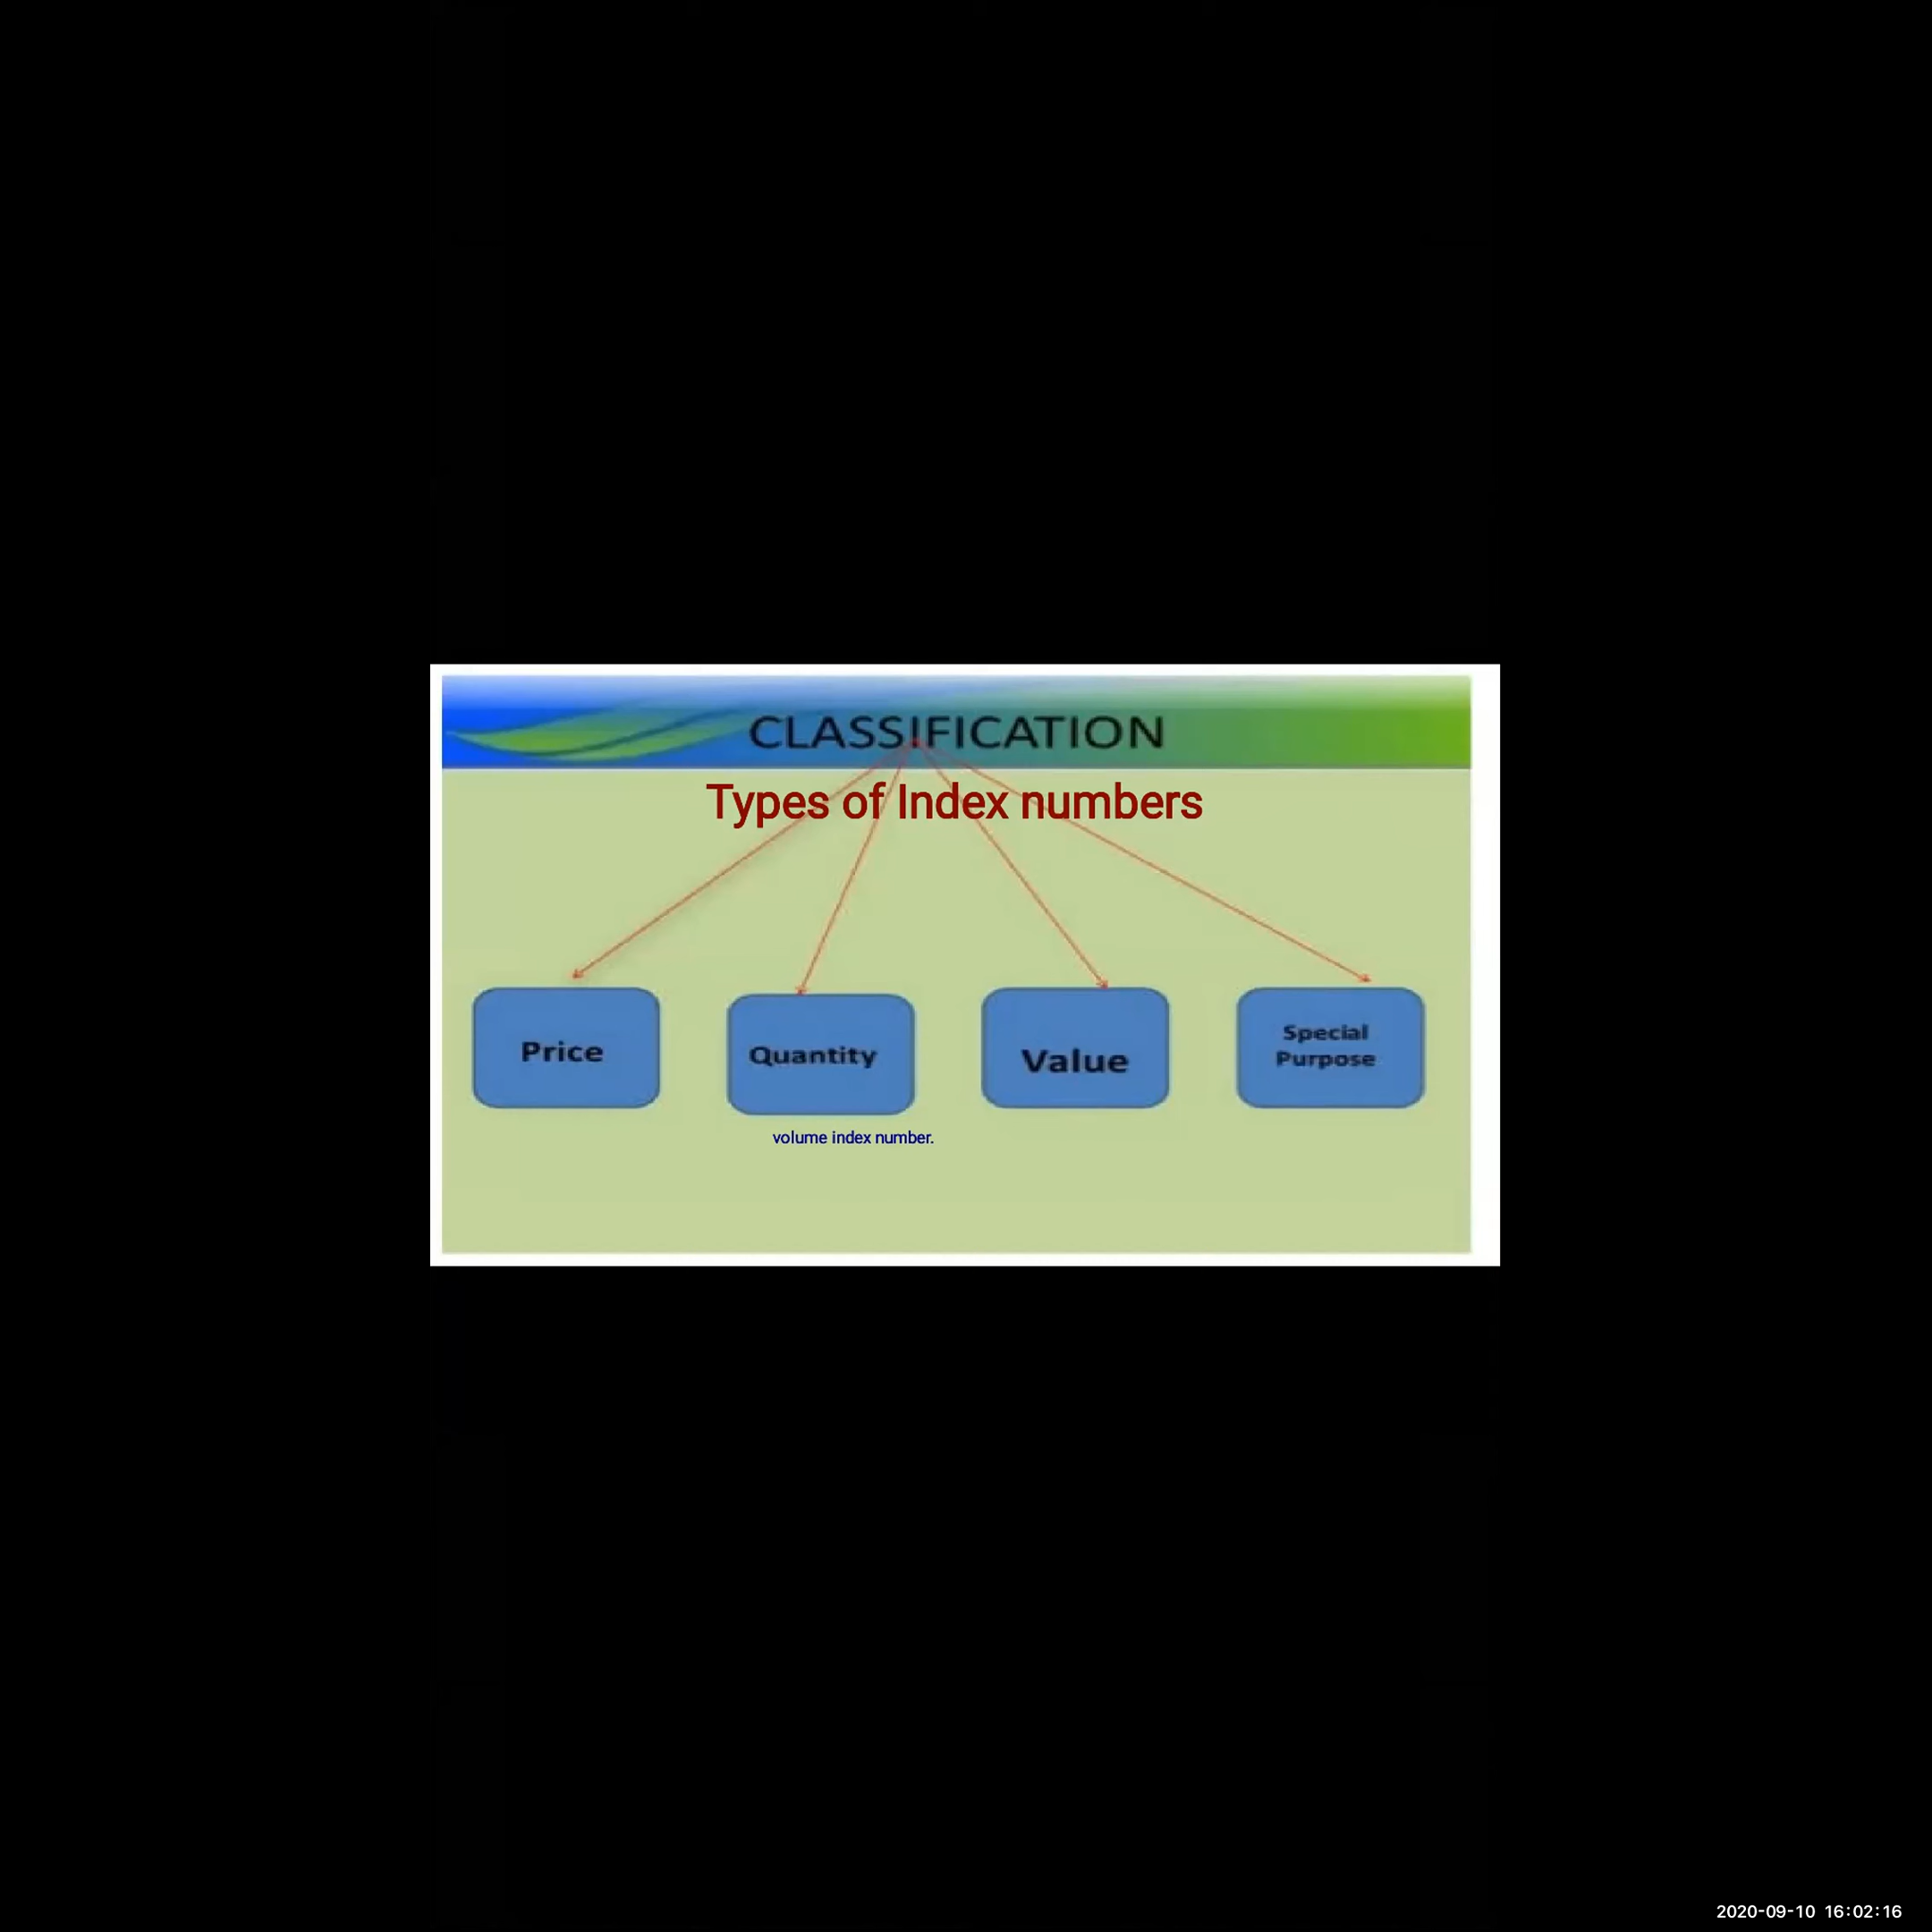 CLASSIFICATION
Types of Index numbers
Price
Quantity
Value
Special
Purpose
volume index number.
2020-09-10 16:02:16